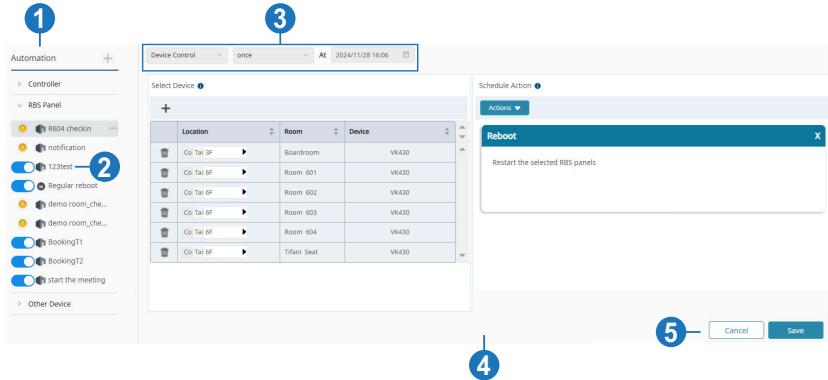 1
3
Automation +
Device Control once At 2024/11/28 16:06
> Controller
RBS Panel
R604 checkin ...
notification
123test
2
Regular reboot
demo room_che...
demo room_che...
BookingT1
BookingT2
start the meeting
> Other Device
Select Device
+
Location Room Device
Co Tai 3F Boardroom VK430
Co Tai 6F Room 601 VK430
Co Tai 6F Room 602 VK430
Co Tai 6F Room 603 VK430
Co Tai 6F Room 604 VK430
Co Tai 6F Tifani Seat VK430
Schedule Action
Actions
Reboot X
Restart the selected RBS panels
5
Cancel Save
4